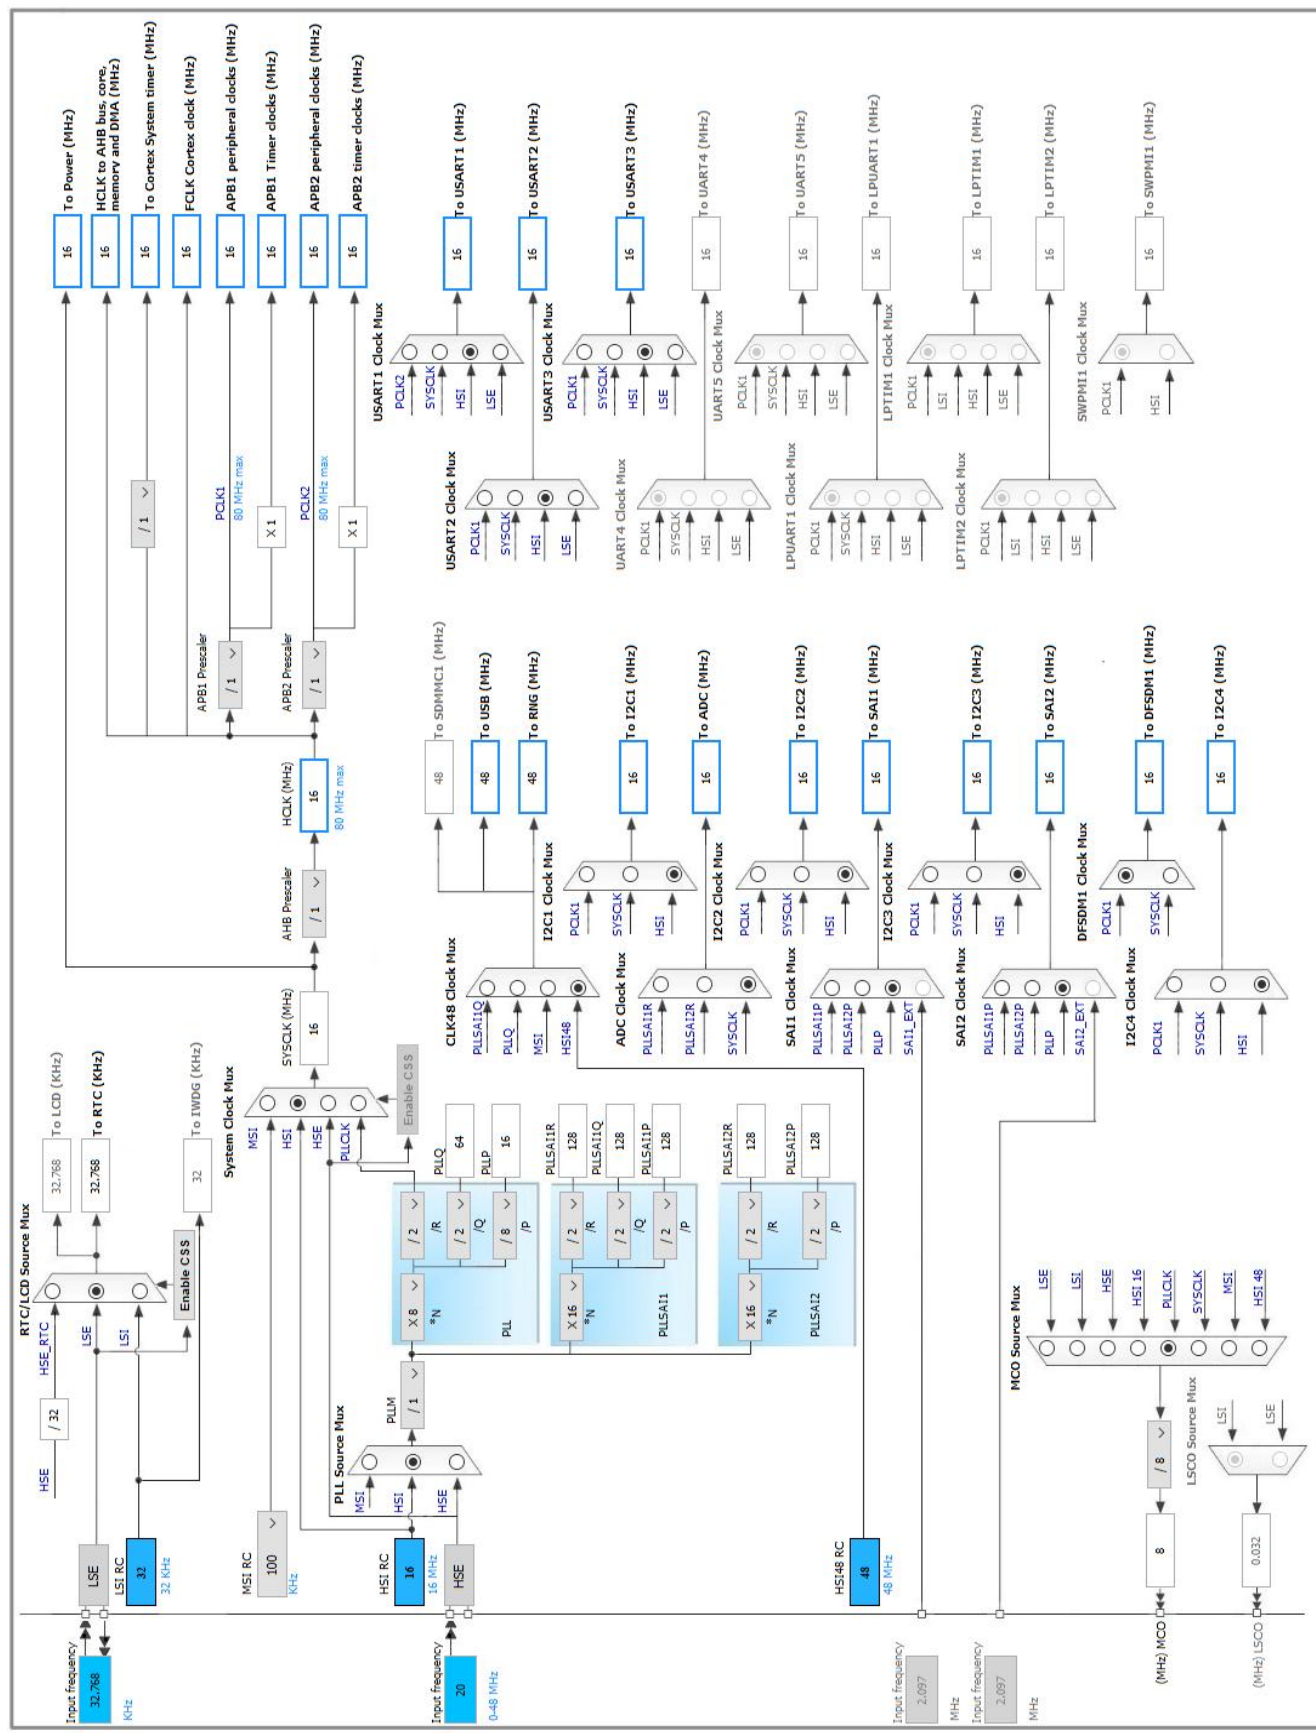 Input frequency
32.768
KHz
LSE
LSI RC
32
32 KHz
HSE
/ 32
HSE_RTC
LSE
LSI
RTC/LCD Source Mux
Enable CSS
32.768
To LCD (KHz)
32.768
To RTC (KHz)
32
To IWDG (KHz)
MSI RC
100
KHz
HSI RC
16
16 MHz
Input frequency
20
0-48 MHz
HSE
PLL Source Mux
MSI
HSI
HSE
PLLM
/ 1
X 8
*N
PLL
/ 2
/R
/ 2
/Q
/ 8
/P
PLLQ
64
PLLP
16
X 16
*N
PLLSAI1
/ 2
/R
/ 2
/Q
/ 2
/P
PLLSAI1R
128
PLLSAI1Q
128
PLLSAI1P
128
X 16
*N
PLLSAI2
/ 2
/R
/ 2
/P
PLLSAI2R
128
PLLSAI2P
128
System Clock Mux
MSI
HSI
HSE
PLLCLK
Enable CSS
SYSCLK (MHz)
16
AHB Prescaler
/ 1
HCLK (MHz)
16
80 MHz max
APB1 Prescaler
/ 1
APB2 Prescaler
/ 1
/ 1
PCLK1
80 MHz max
X 1
PCLK2
80 MHz max
X 1
16
To Power (MHz)
16
HCLK to AHB bus, core,
memory and DMA (MHz)
16
To Cortex System timer (MHz)
16
FCLK Cortex clock (MHz)
16
APB1 peripheral clocks (MHz)
16
APB1 Timer clocks (MHz)
16
APB2 peripheral clocks (MHz)
16
APB2 timer clocks (MHz)
HSI48 RC
48
48 MHz
CLK48 Clock Mux
PLLSAI1Q
PLLQ
MSI
HSI48
48
To SDMMC1 (MHz)
48
To USB (MHz)
48
To RNG (MHz)
I2C1 Clock Mux
PCLK1
SYSCLK
HSI
16
To I2C1 (MHz)
ADC Clock Mux
PLLSAI1R
PLLSAI2R
SYSCLK
16
To ADC (MHz)
I2C2 Clock Mux
PCLK1
SYSCLK
HSI
16
To I2C2 (MHz)
SAI1 Clock Mux
PLLSAI1P
PLLSAI2P
PLLP
SAI1_EXT
16
To SAI1 (MHz)
I2C3 Clock Mux
PCLK1
SYSCLK
HSI
16
To I2C3 (MHz)
SAI2 Clock Mux
PLLSAI1P
PLLSAI2P
PLLP
SAI2_EXT
16
To SAI2 (MHz)
DFSDM1 Clock Mux
PCLK1
SYSCLK
16
To DFSDM1 (MHz)
I2C4 Clock Mux
PCLK1
SYSCLK
HSI
16
To I2C4 (MHz)
USART1 Clock Mux
PCLK2
SYSCLK
HSI
LSE
16
To USART1 (MHz)
USART2 Clock Mux
PCLK1
SYSCLK
HSI
LSE
16
To USART2 (MHz)
USART3 Clock Mux
PCLK1
SYSCLK
HSI
LSE
16
To USART3 (MHz)
UART4 Clock Mux
PCLK1
SYSCLK
HSI
LSE
16
To UART4 (MHz)
UART5 Clock Mux
PCLK1
SYSCLK
HSI
LSE
16
To UART5 (MHz)
LPUART1 Clock Mux
PCLK1
SYSCLK
HSI
LSE
16
To LPUART1 (MHz)
LPTIM1 Clock Mux
PCLK1
LSI
HSI
LSE
16
To LPTIM1 (MHz)
LPTIM2 Clock Mux
PCLK1
LSI
HSI
LSE
16
To LPTIM2 (MHz)
SWPMI1 Clock Mux
PCLK1
HSI
16
To SWPMI1 (MHz)
Input frequency
2.097
MHz
Input frequency
2.097
MHz
(MHz) MCO
8
/ 8
MCO Source Mux
LSE
LSI
HSE
HSI 16
PLLCLK
SYSCLK
MSI
HSI 48
(MHz) LSCO
0.032
LSCO Source Mux
LSI
LSE